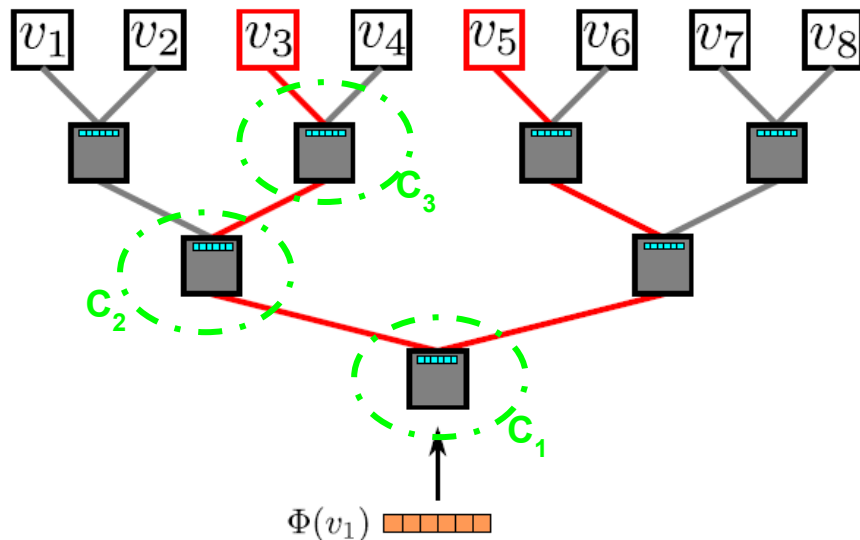 v₁ v₂ v₃ v₄ v₅ v₆ v₇ v₈
C₃
C₂
C₁
Φ(v₁)